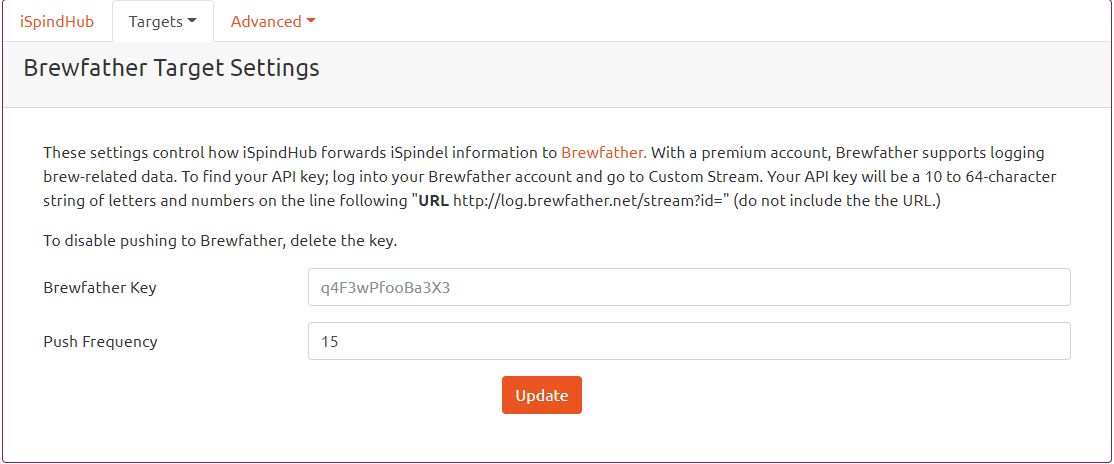 iSpindHub Targets Advanced
Brewfather Target Settings
These settings control how iSpindHub forwards iSpindel information to Brewfather. With a premium account, Brewfather supports logging
brew-related data. To find your API key; log into your Brewfather account and go to Custom Stream. Your API key will be a 10 to 64-character
string of letters and numbers on the line following "URL http://log.brewfather.net/stream?id=" (do not include the the URL.)
To disable pushing to Brewfather, delete the key.
Brewfather Key q4F3wPfooBa3X3
Push Frequency 15
Update